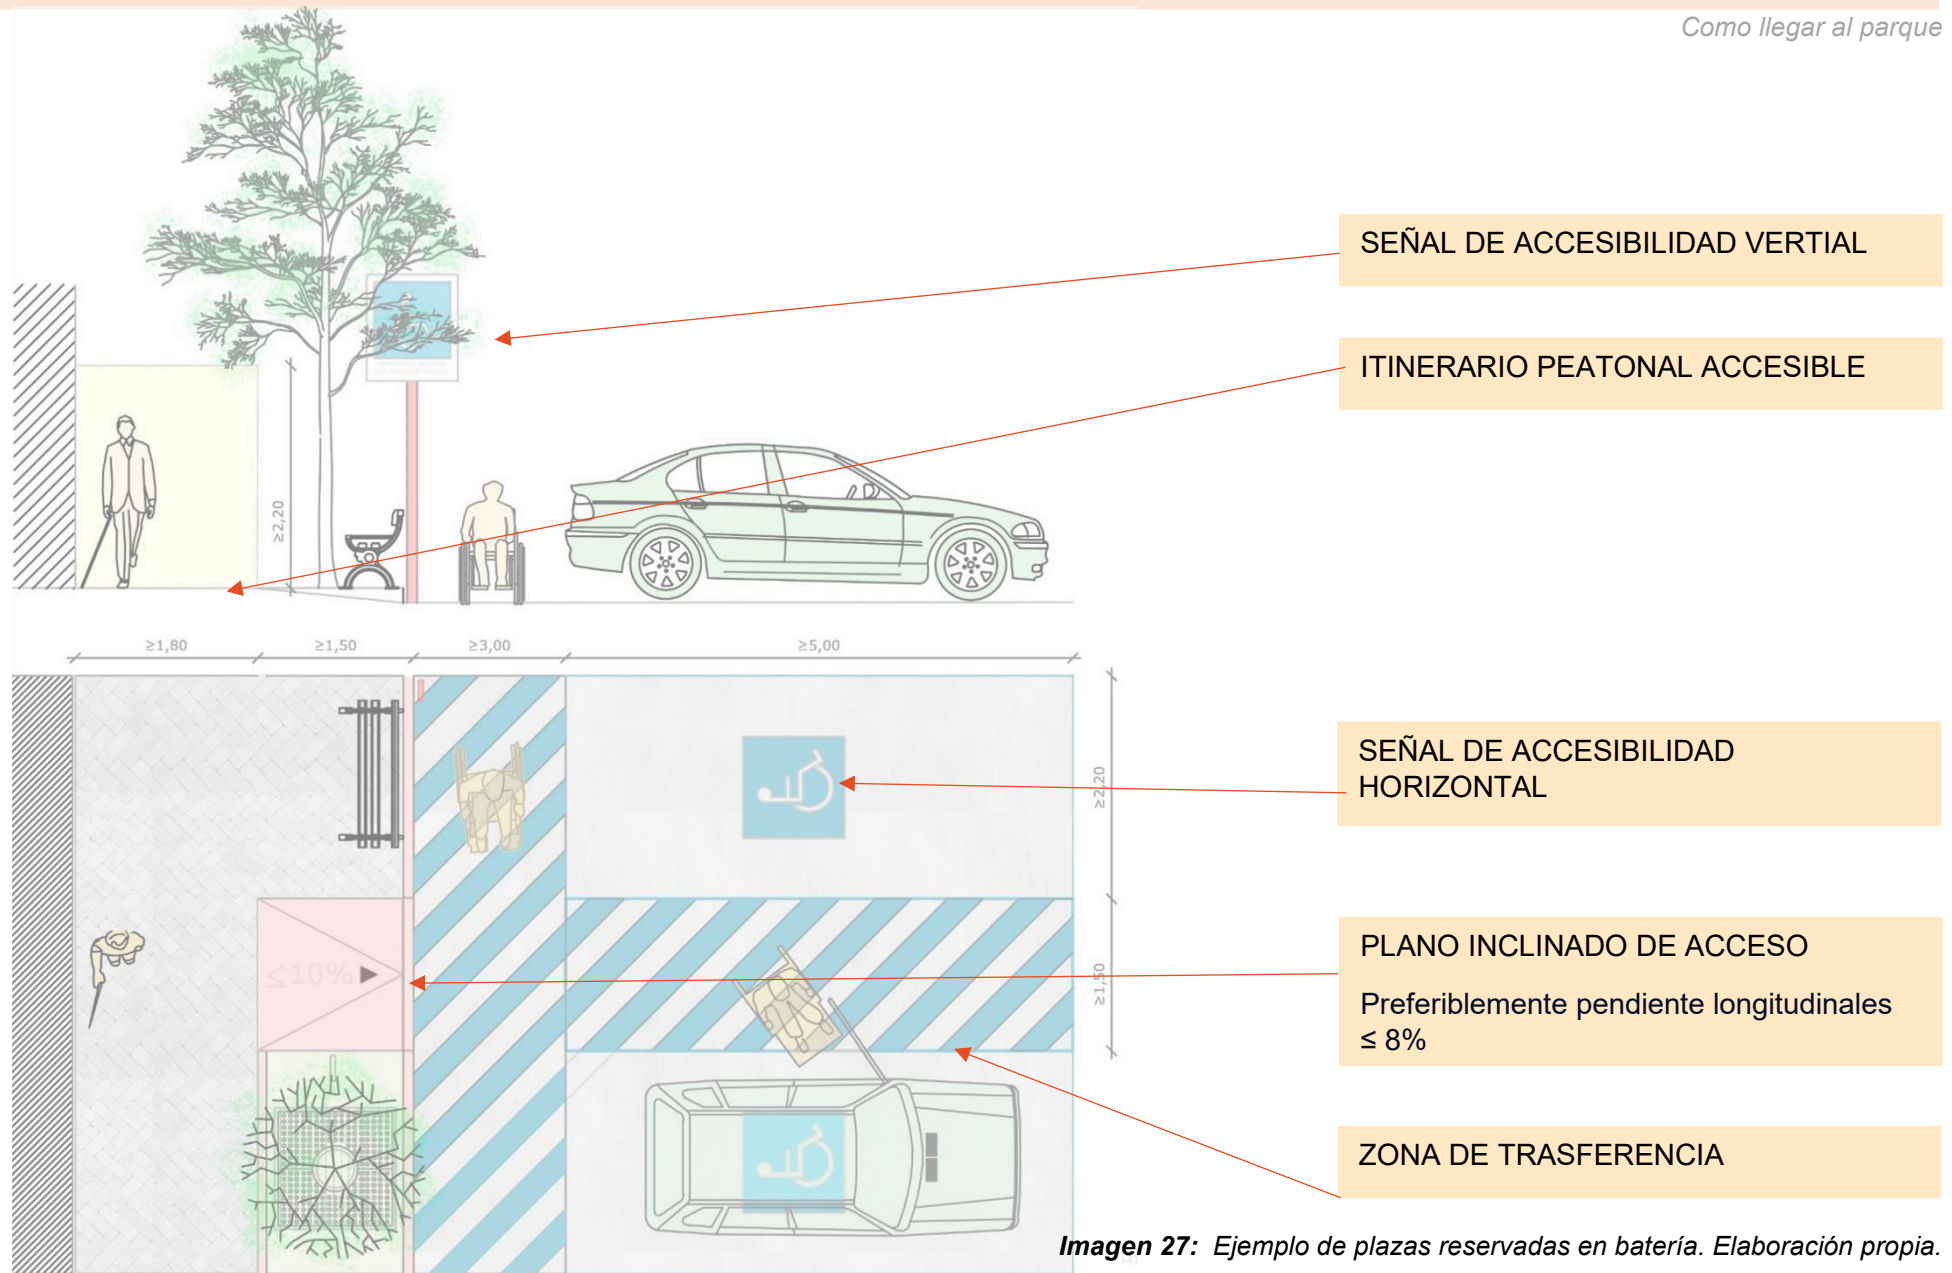 Como llegar al parque
SEÑAL DE ACCESIBILIDAD VERTIAL
ITINERARIO PEATONAL ACCESIBLE
≥2,20
≥1,80
≥1,50
≥3,00
≥5,00
SEÑAL DE ACCESIBILIDAD
HORIZONTAL
≥2,20
PLANO INCLINADO DE ACCESO
≤10%
≥1,50
Preferiblemente pendiente longitudinales
≤ 8%
ZONA DE TRASFERENCIA
Imagen 27: Ejemplo de plazas reservadas en batería. Elaboración propia.